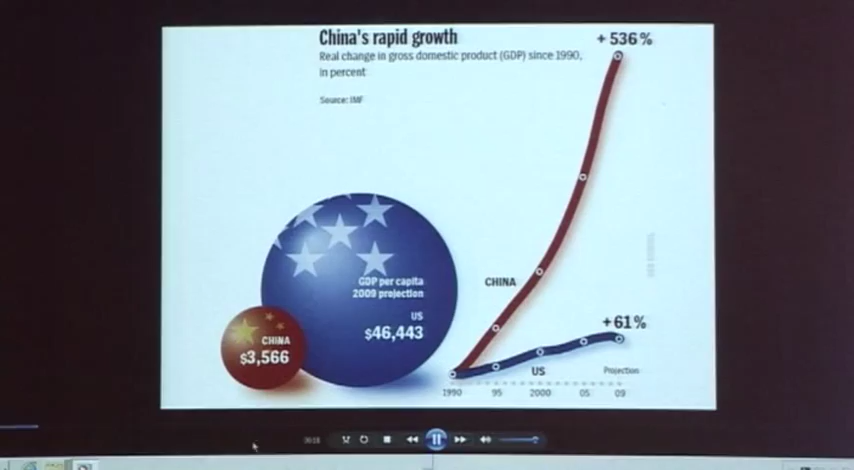 China's rapid growth
Real change in gross domestic product (GDP) since 1990,
in percent
Source: IMF
+ 536%
GDP per capita
2009 projection
US
$46,443
CHINA
$3,566
CHINA
+61%
US
Projection
1990 95 2000 05 09